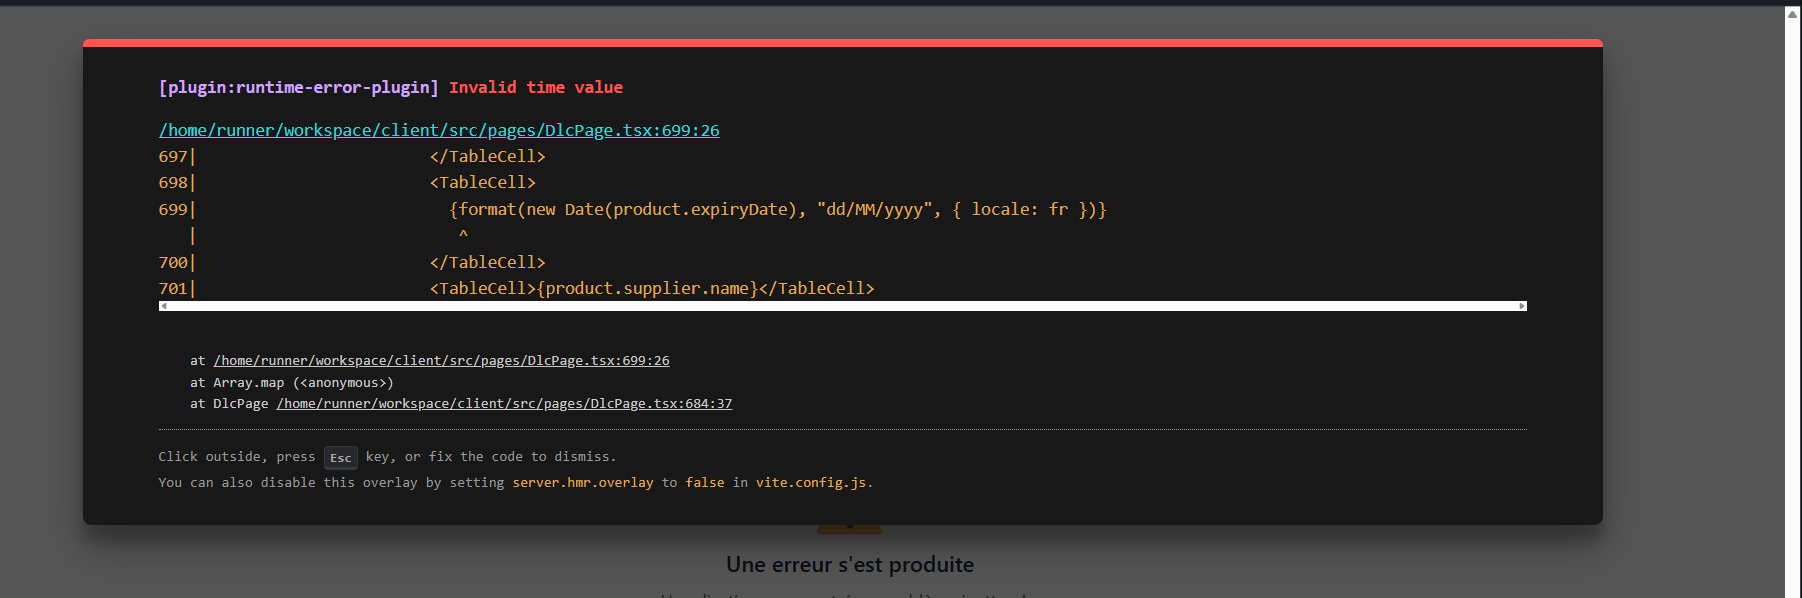 [plugin:runtime-error-plugin] Invalid time value
/home/runner/workspace/client/src/pages/DlcPage.tsx:699:26
697|                         </TableCell>
698|                         <TableCell>
699|                           {format(new Date(product.expiryDate), "dd/MM/yyyy", { locale: fr })}
   |                            ^
700|                         </TableCell>
701|                         <TableCell>{product.supplier.name}</TableCell>
at /home/runner/workspace/client/src/pages/DlcPage.tsx:699:26
at Array.map (<anonymous>)
at DlcPage /home/runner/workspace/client/src/pages/DlcPage.tsx:684:37
Click outside, press Esc key, or fix the code to dismiss.
You can also disable this overlay by setting server.hmr.overlay to false in vite.config.js.
Une erreur s'est produite